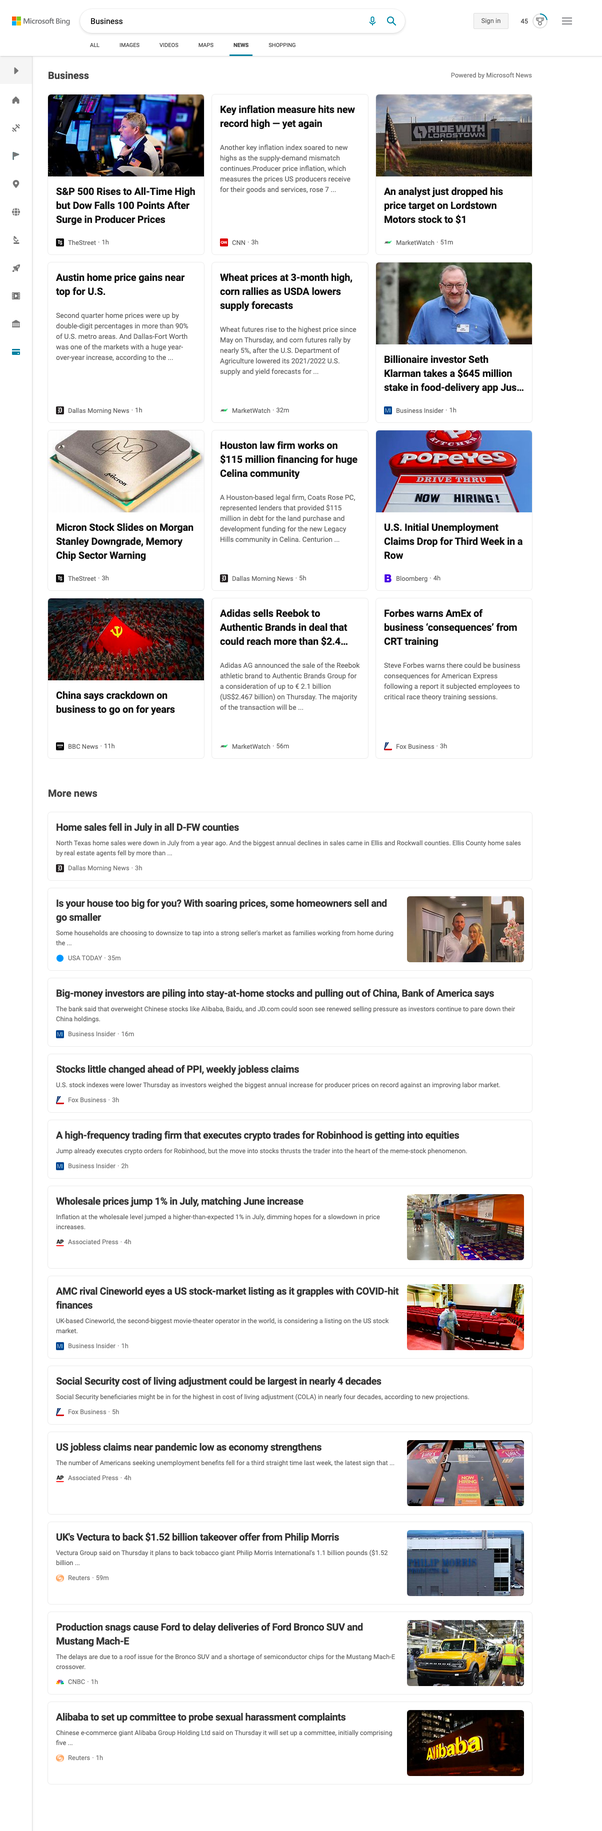 Microsoft Bing
Business
Sign in
45
ALL
IMAGES
VIDEOS
MAPS
NEWS
SHOPPING
Business
Powered by Microsoft News
S&P 500 Rises to All-Time High
but Dow Falls 100 Points After
Surge in Producer Prices
TheStreet · 1h
Key inflation measure hits new
record high — yet again
Another kely inflation index soared to new
highs as the supply-demand mismatch
continues.Producer price inflation, which
measures the prices US producers receive
for their goods and services, rose 7 ...
CNN · 3h
RIDE WITH
LORDSTOWN
An analyst just dropped his
price target on Lordstown
Motors stock to $1
MarketWatch · 51m
Austin home price gains near
top for U.S.
Second quarter home prices were up by
double-digit percentages in more than 90%
of U.S. metro areas. And Dallas-Fort Worth
was one of the markets with a huge year-
over-year increase, according to the ...
Dallas Morning News · 1h
Wheat prices at 3-month high,
corn rallies as USDA lowers
supply forecasts
Wheat futures rise to the highest price since
May on Thursday, and corn futures rally by
nearly 5%, after the U.S. Department of
Agriculture lowered its 2021/2022 U.S.
supply and yield forecasts for ...
MarketWatch · 32m
Billionaire investor Seth
Klarman takes a $645 million
stake in food-delivery app Jus...
Business Insider · 1h
Micron
Micron Stock Slides on Morgan
Stanley Downgrade, Memory
Chip Sector Warning
TheStreet · 3h
Houston law firm works on
$115 million financing for huge
Celina community
A Houston-based legal firm, Coats Rose PC,
represented lenders that provided $115
million in debt for the land purchase and
development funding for the new Legacy
Hills community in Celina. Centurion ...
Dallas Morning News · 5h
KITCHEN
POPEYES
DRIVE THRU
NOW HIRING!
U.S. Initial Unemployment
Claims Drop for Third Week in a
Row
Bloomberg · 4h
China says crackdown on
business to go on for years
BBC News · 11h
Adidas sells Reebok to
Authentic Brands in deal that
could reach more than $2.4...
Adidas AG announced the sale of the Reebok
athletic brand to Authentic Brands Group for
a consideration of up to € 2.1 billion
(US$2.467 billion) on Thursday. The majority
of the transaction will be ...
MarketWatch · 56m
Forbes warns AmEx of
business ‘consequences’ from
CRT training
Steve Forbes warns there could be business
consequences for American Express
following a report it subjected employees to
critical race theory training sessions.
Fox Business · 3h
More news
Home sales fell in July in all D-FW counties
North Texas home sales were down in July from a year ago. And the biggest annual declines in sales came in Ellis and Rockwall counties. Ellis County home sales
by real estate agents fell by more than ...
Dallas Morning News · 3h
Is your house too big for you? With soaring prices, some homeowners sell and
go smaller
Some households are choosing to downsize to tap into a strong seller's market as families working from home during
the ...
USA TODAY · 35m
Big-money investors are piling into stay-at-home stocks and pulling out of China, Bank of America says
The bank said that overweight Chinese stocks like Alibaba, Baidu, and JD.com could soon see renewed selling pressure as investors continue to pare down their
China holdings.
Business Insider · 16m
Stocks little changed ahead of PPI, weekly jobless claims
U.S. stock indexes were lower Thursday as investors weighed the biggest annual increase for producer prices on record against an improving labor market.
Fox Business · 3h
A high-frequency trading firm that executes crypto trades for Robinhood is getting into equities
Jump already executes crypto orders for Robinhood, but the move into stocks thrusts the trader into the heart of the meme-stock phenomenon.
Business Insider · 2h
Wholesale prices jump 1% in July, matching June increase
Inflation at the wholesale level jumped a higher-than-expected 1% in July, dimming hopes for a slowdown in price
increases.
AP Associated Press · 4h
AMC rival Cineworld eyes a US stock-market listing as it grapples with COVID-hit
finances
UK-based Cineworld, the second-biggest movie-theater operator in the world, is considering a listing on the US stock
market.
Business Insider · 1h
Social Security cost of living adjustment could be largest in nearly 4 decades
Social Security beneficiaries might be in for the highest in cost of living adjustment (COLA) in nearly four decades, according to new projections.
Fox Business · 5h
US jobless claims near pandemic low as economy strengthens
The number of Americans seeking unemployment benefits fell for a third straight time last week, the latest sign that ...
AP Associated Press · 4h
NOW HIRING
UK's Vectura to back $1.52 billion takeover offer from Philip Morris
Vectura Group said on Thursday it plans to back tobacco giant Philip Morris International's 1.1 billion pounds ($1.52
billion ...
Reuters · 59m
PHILIP MORRIS
Production snags cause Ford to delay deliveries of Ford Bronco SUV and
Mustang Mach-E
The delays are due to a roof issue for the Bronco SUV and a shortage of semiconductor chips for the Mustang Mach-E
crossover.
CNBC · 1h
Alibaba to set up committee to probe sexual harassment complaints
Chinese e-commerce giant Alibaba Group Holding Ltd said on Thursday it will set up a committee, initially comprising
five ...
Reuters · 1h
Alibaba